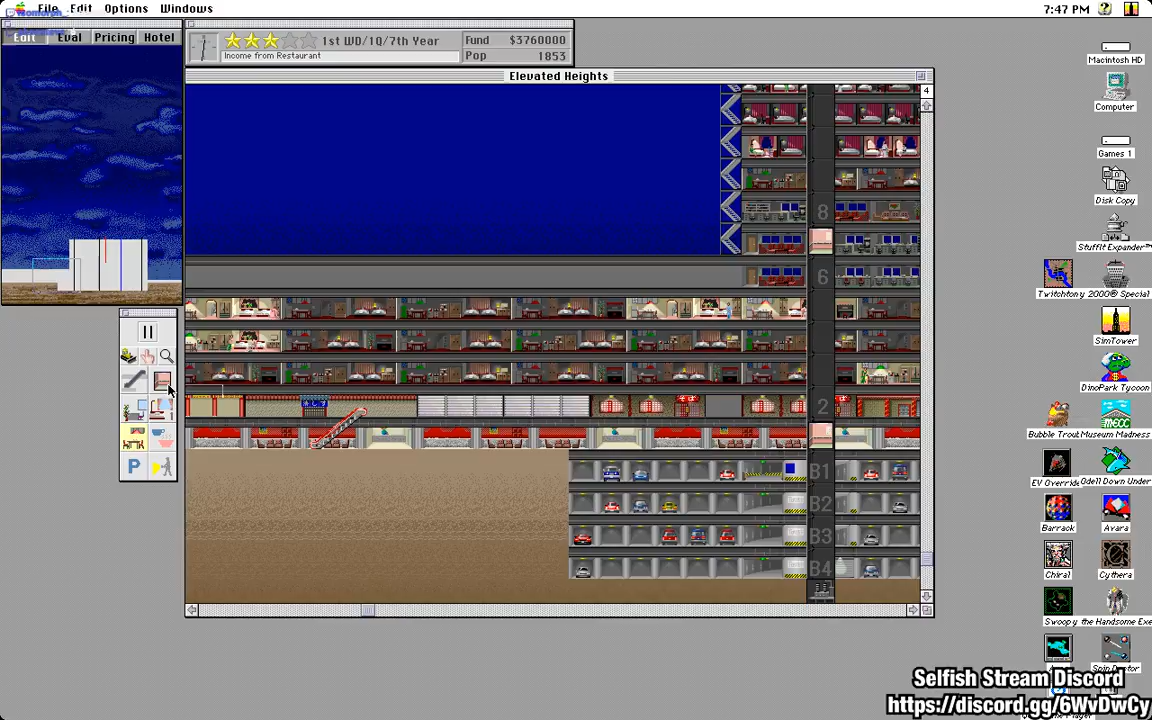 File Edit Options Windows
7:47 PM
Edit Eval Pricing Hotel
1st WD/1Q/7th Year
Income from Restaurant
Fund $3760000
Pop 1853
Elevated Heights
4
8
6
2
B1
B2
B3
B4
P
Macintosh HD
Computer
Games 1
Disk Copy
StuffIt Expander™
Twitchtony 2000® Special
SimTower
DinoPark Tycoon
Bubble Trouble
Museum Madness
EV Override
Odell Down Under
Barrack
Avara
Chiral
Cythera
Swoopy the Handsome Exe
Spin Doctor
Selfish Stream Discord
https://discord.gg/6WvDwCy